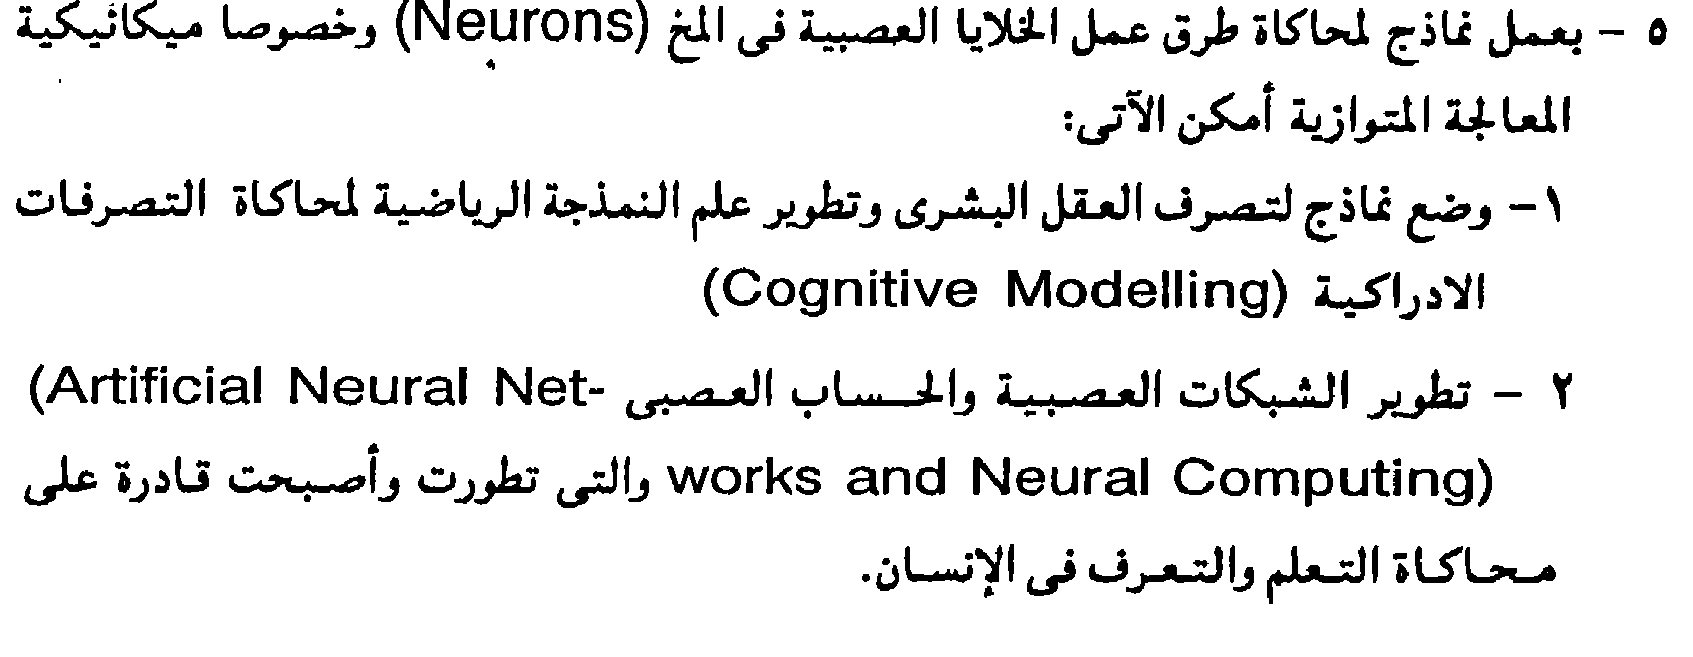 ٥ - بعمل نماذج لمحاكاة طرق عمل الخلايا العصبية فى المخ (Neurons) وخصوصا ميكانيكية
المعالجة المتوازية أمكن الآتى:
١- وضع نماذج لتصرف العقل البشرى وتطوير علم النمذجة الرياضية لمحاكاة التصرفات
الادراكية (Cognitive Modelling)
٢ - تطوير الشبكات العصبية والحساب العصبى (Artificial Neural Net-
works and Neural Computing) والتى تطورت وأصبحت قادرة على
محاكاة التعلم والتعرف فى الإنسان.